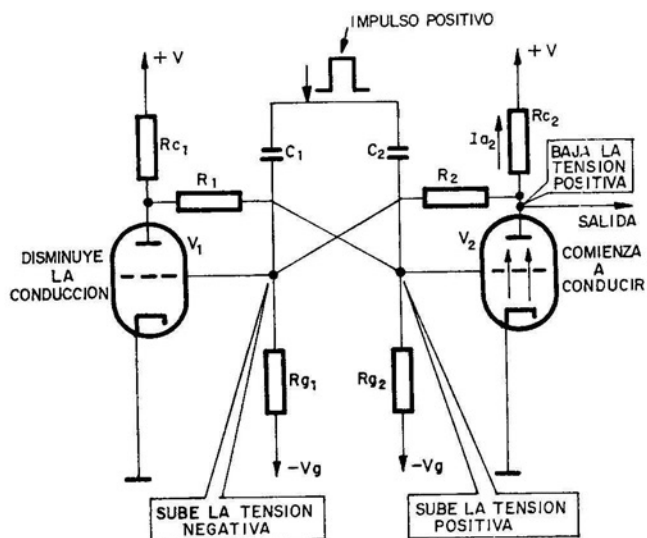 IMPULSO POSITIVO
+V
+V
Rc1
C1
C2
Ia2
Rc2
BAJA LA
TENSION
POSITIVA
R1
R2
SALIDA
V1
V2
DISMINUYE
LA
CONDUCCION
COMIENZA
A
CONDUCIR
Rg1
Rg2
-Vg
-Vg
SUBE LA TENSION
NEGATIVA
SUBE LA TENSION
POSITIVA